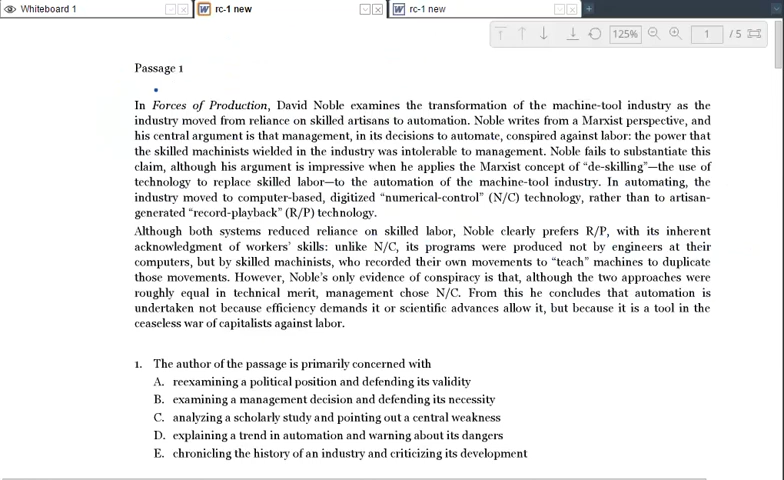 Whiteboard 1
rc-1 new
rc-1 new
125%
1
/ 5
Passage 1
In Forces of Production, David Noble examines the transformation of the machine-tool industry as the
industry moved from reliance on skilled artisans to automation. Noble writes from a Marxist perspective, and
his central argument is that management, in its decisions to automate, conspired against labor: the power that
the skilled machinists wielded in the industry was intolerable to management. Noble fails to substantiate this
claim, although his argument is impressive when he applies the Marxist concept of “de-skilling”—the use of
technology to replace skilled labor—to the automation of the machine-tool industry. In automating, the
industry moved to computer-based, digitized “numerical-control” (N/C) technology, rather than to artisan-
generated “record-playback” (R/P) technology.
Although both systems reduced reliance on skilled labor, Noble clearly prefers R/P, with its inherent
acknowledgment of workers’ skills: unlike N/C, its programs were produced not by engineers at their
computers, but by skilled machinists, who recorded their own movements to “teach” machines to duplicate
those movements. However, Noble’s only evidence of conspiracy is that, although the two approaches were
roughly equal in technical merit, management chose N/C. From this he concludes that automation is
undertaken not because efficiency demands it or scientific advances allow it, but because it is a tool in the
ceaseless war of capitalists against labor.
1. The author of the passage is primarily concerned with
A. reexamining a political position and defending its validity
B. examining a management decision and defending its necessity
C. analyzing a scholarly study and pointing out a central weakness
D. explaining a trend in automation and warning about its dangers
E. chronicling the history of an industry and criticizing its development